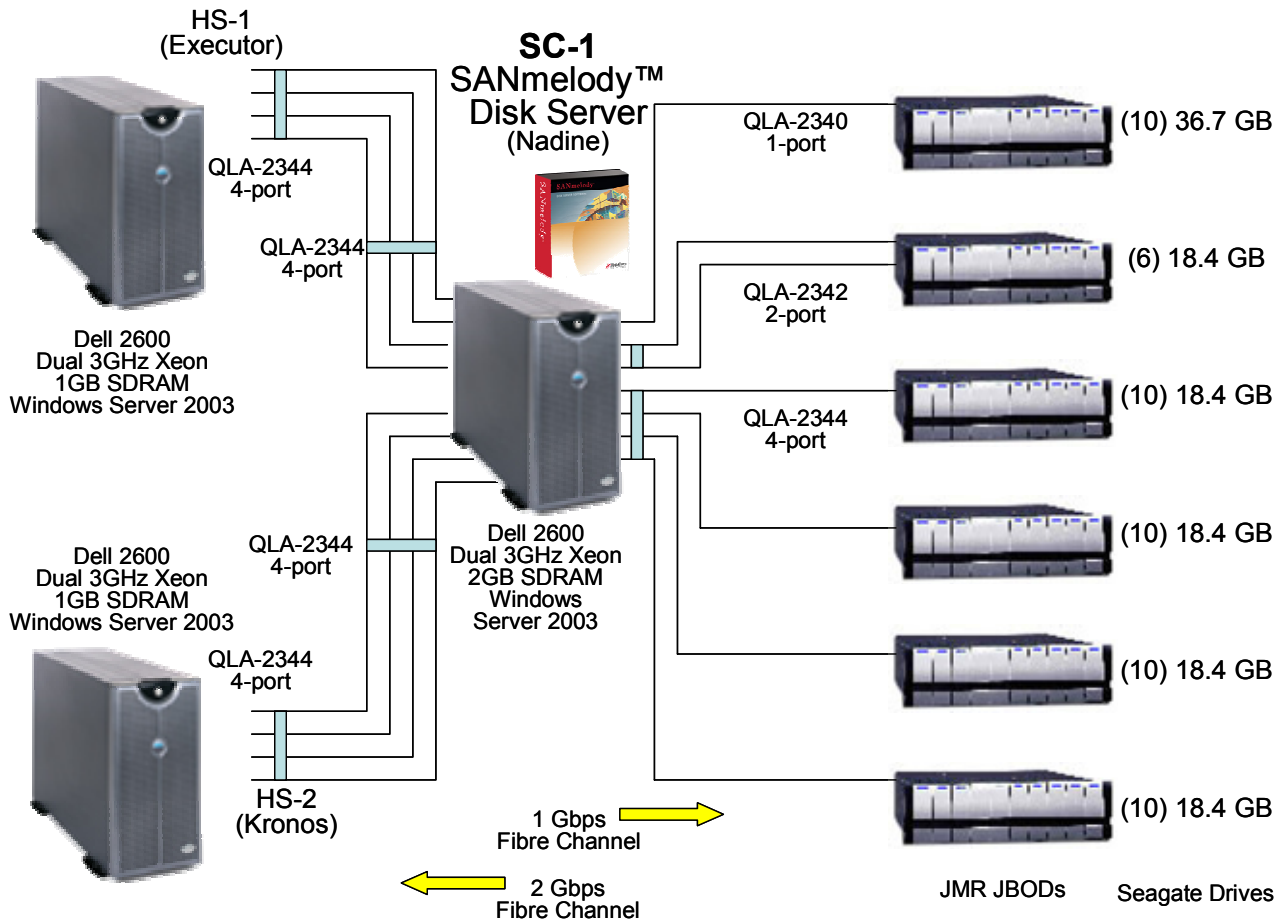 HS-1
(Executor)
SC-1
SANmelody™
Disk Server
(Nadine)
QLA-2344
4-port
QLA-2344
4-port
SANmelody
SANmelody
QLA-2340
1-port
(10) 36.7 GB
QLA-2342
2-port
(6) 18.4 GB
Dell 2600
Dual 3GHz Xeon
1GB SDRAM
Windows Server 2003
QLA-2344
4-port
(10) 18.4 GB
Dell 2600
Dual 3GHz Xeon
1GB SDRAM
Windows Server 2003
QLA-2344
4-port
Dell 2600
Dual 3GHz Xeon
2GB SDRAM
Windows
Server 2003
(10) 18.4 GB
QLA-2344
4-port
(10) 18.4 GB
HS-2
(Kronos)
1 Gbps
Fibre Channel
(10) 18.4 GB
2 Gbps
Fibre Channel
JMR JBODs
Seagate Drives